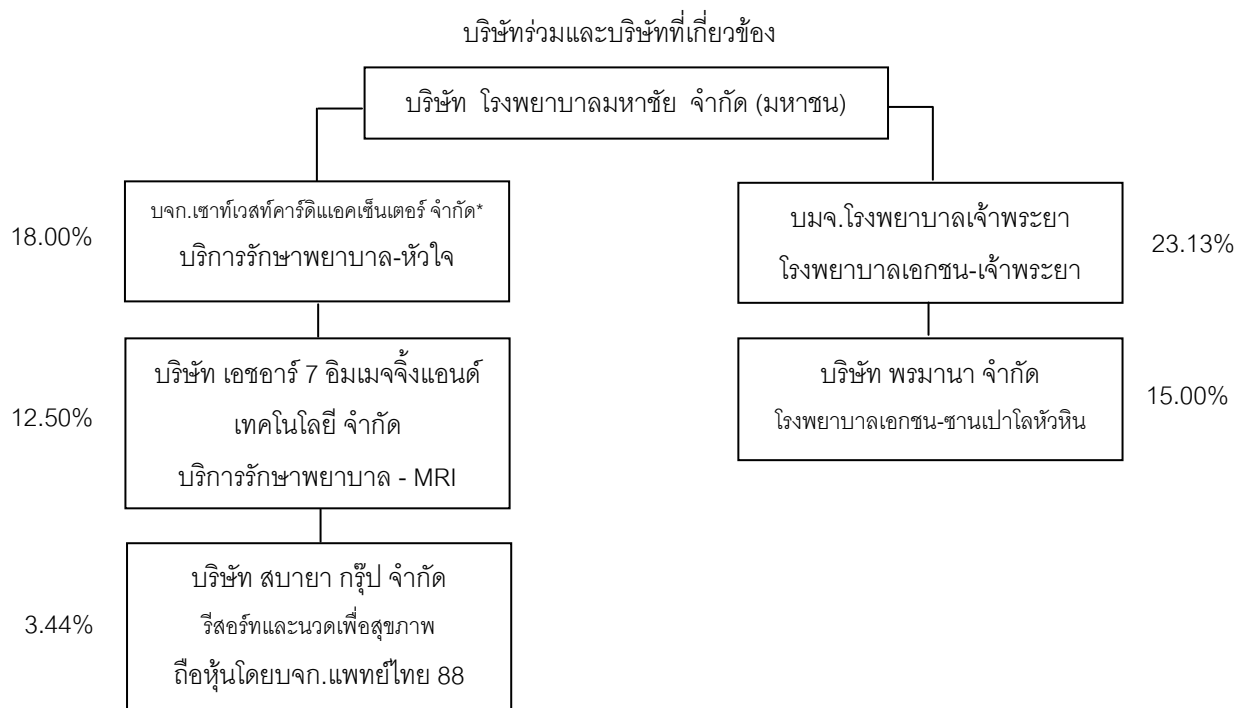 บริษัทร่วมและบริษัทที่เกี่ยวข้อง
บริษัท โรงพยาบาลมหาชัย จำกัด (มหาชน)
บจก.เซาท์เวสท์คาร์ดิแเอคเซ็นเตอร์ จำกัด*
บริการรักษาพยาบาล-หัวใจ
18.00%
บริษัท เอชอาร์ 7 อิมเมจจิ้งแอนด์
เทคโนโลยี จำกัด
บริการรักษาพยาบาล - MRI
12.50%
บริษัท สบายา กรุ๊ป จำกัด
รีสอร์ทและนวดเพื่อสุขภาพ
ถือหุ้นโดยบจก.แพทย์ไทย 88
3.44%
บมจ.โรงพยาบาลเจ้าพระยา
โรงพยาบาลเอกชน-เจ้าพระยา
23.13%
บริษัท พรมานา จำกัด
โรงพยาบาลเอกชน-ซานเปาโลหัวหิน
15.00%